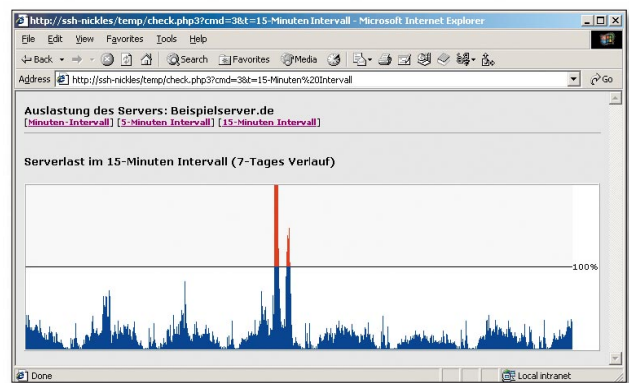 http://ssh-nickles/temp/check.php3?cmd=3&t=15-Minuten Intervall - Microsoft Internet Explorer
File Edit View Favorites Tools Help
Back Search Favorites Media
Address http://ssh-nickles/temp/check.php3?cmd=3&t=15-Minuten%20Intervall Go
Auslastung des Servers: Beispielserver.de
[Minuten-Intervall] [5-Minuten Intervall] [15-Minuten Intervall]
Serverlast im 15-Minuten Intervall (7-Tages Verlauf)
100%
Done Local intranet